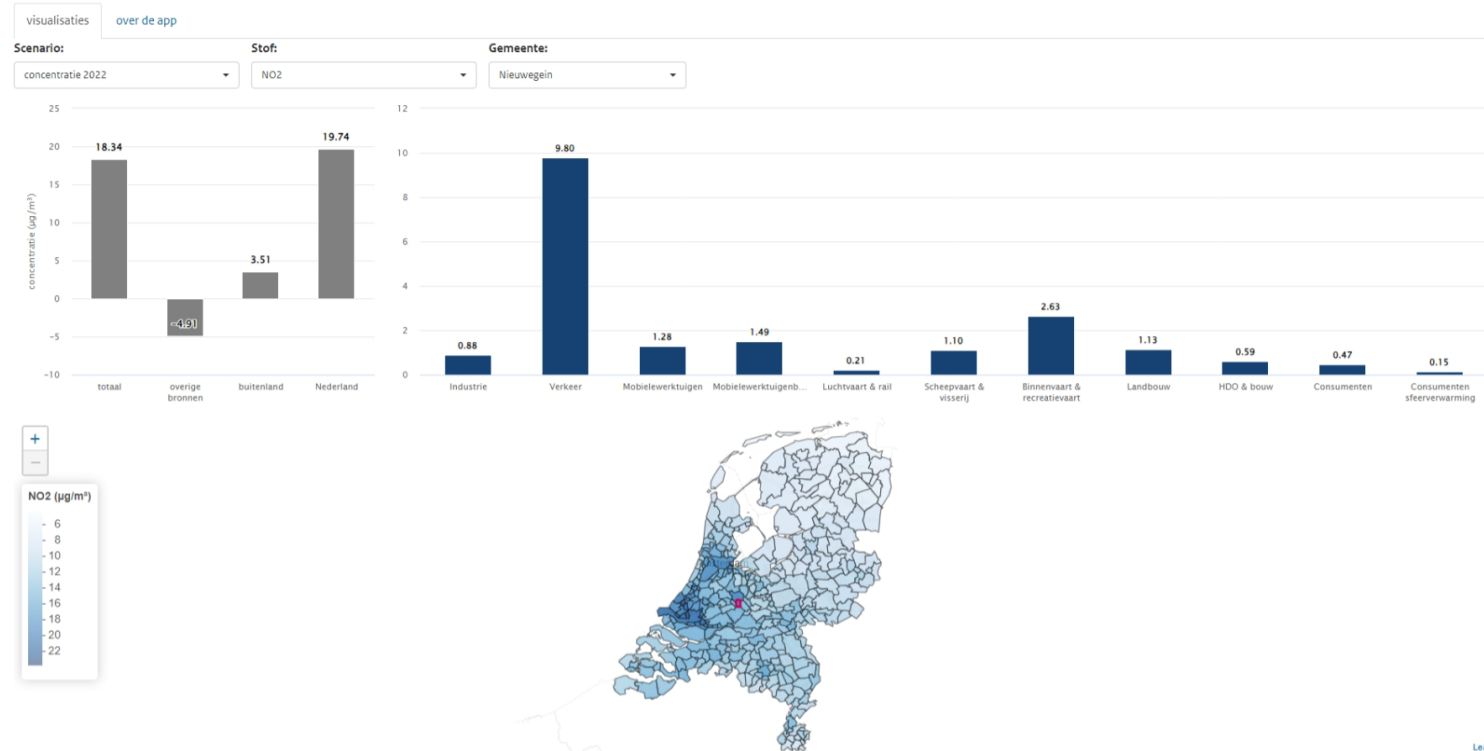 visualisaties
over de app
Scenario:
Stof:
Gemeente:
concentratie 2022
NO2
Nieuwegein
25
20
15
10
5
0
−5
−10
concentratie (µg/m³)
18.34
−4.91
3.51
19.74
totaal
overige
bronnen
buitenland
Nederland
12
10
8
6
4
2
0
0.88
9.80
1.28
1.49
0.21
1.10
2.63
1.13
0.59
0.47
0.15
Industrie
Verkeer
Mobielewerktuigen
Mobielewerktuigenb...
Luchtvaart & rail
Scheepvaart &
visserij
Binnenvaart &
recreatievaart
Landbouw
HDO & bouw
Consumenten
Consumenten
sfeerverwarming
+
−
NO2 (µg/m³)
6
8
10
12
14
16
18
20
22
Le